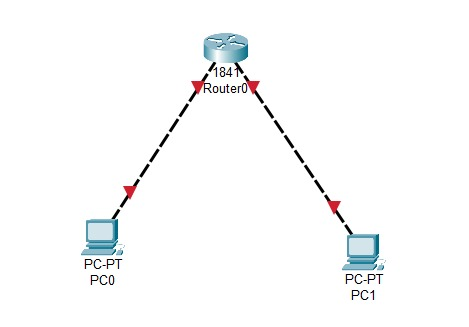 1841
Router0
PC-PT
PC0
PC-PT
PC1